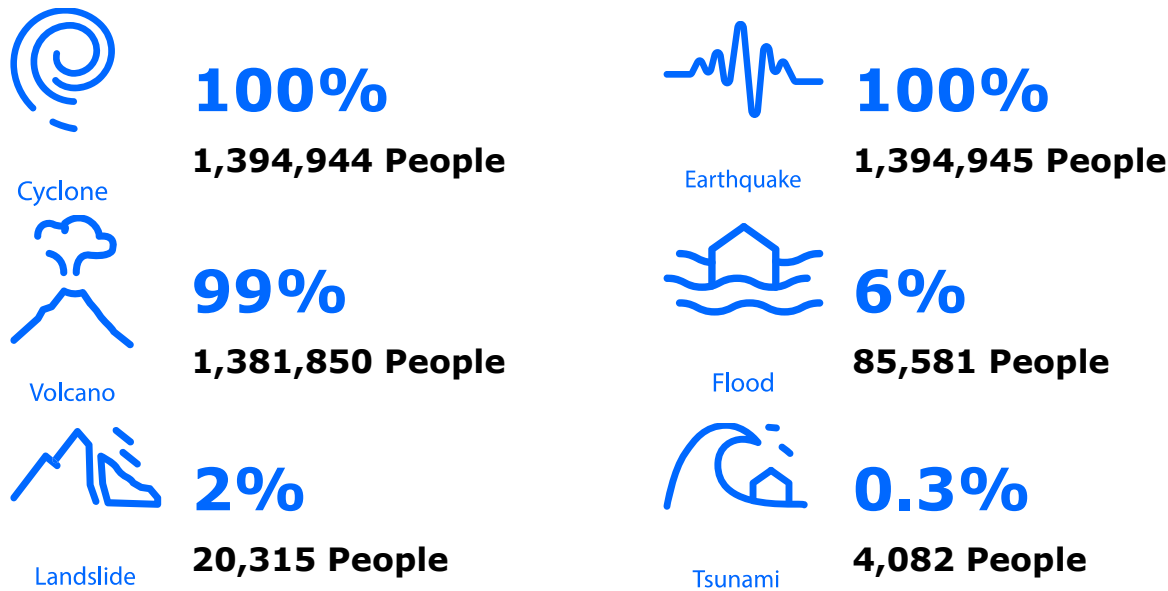 100%
1,394,944 People
Cyclone
100%
1,394,945 People
Earthquake
99%
1,381,850 People
Volcano
6%
85,581 People
Flood
2%
20,315 People
Landslide
0.3%
4,082 People
Tsunami